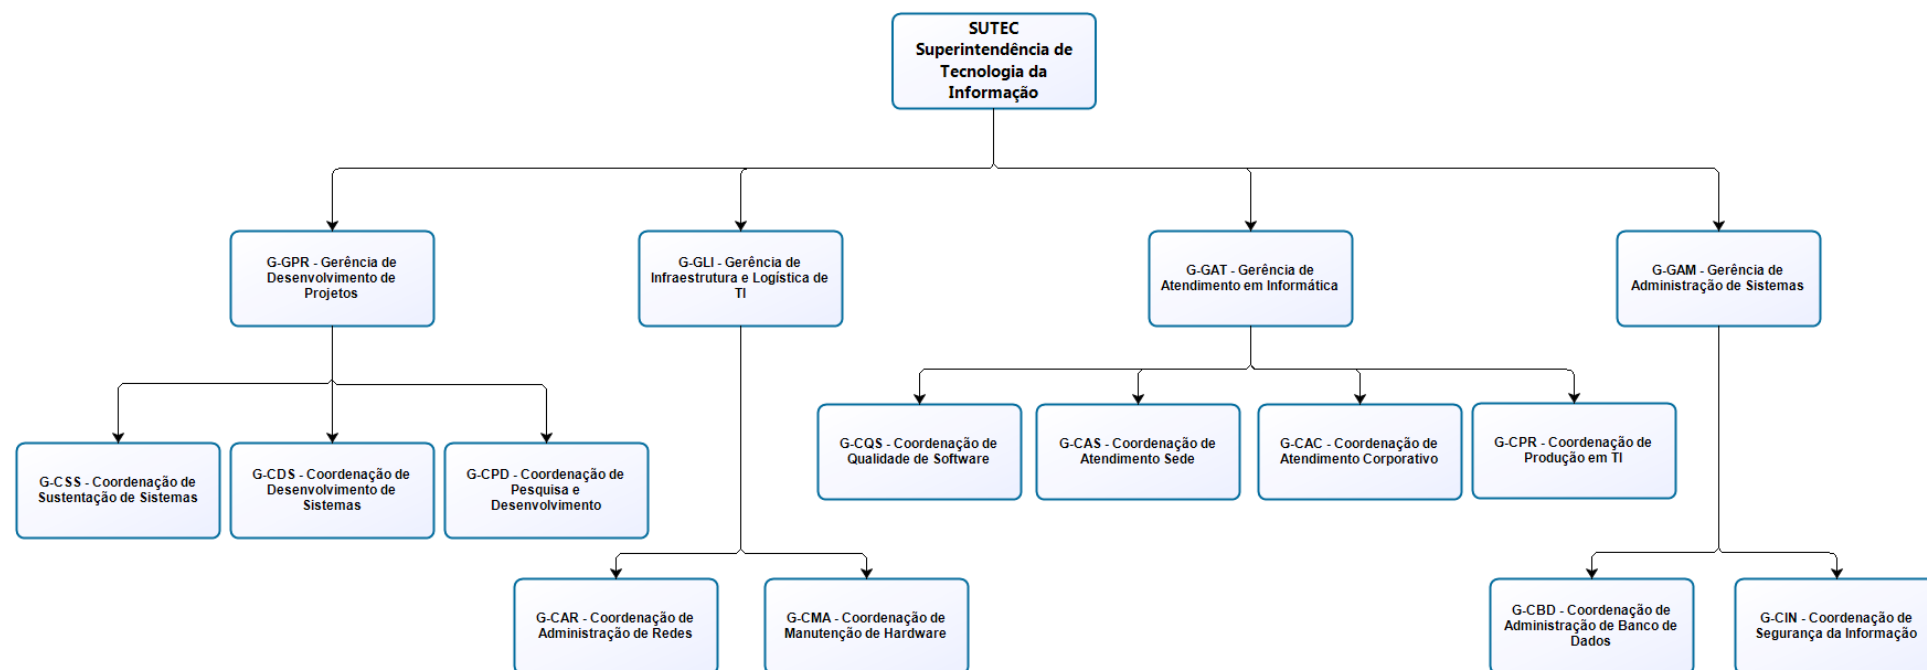 SUTEC
Superintendência de
Tecnologia da
Informação
G-GPR - Gerência de
Desenvolvimento de
Projetos
G-GLI - Gerência de
Infraestrutura e Logística de
TI
G-GAT - Gerência de
Atendimento em Informática
G-GAM - Gerência de
Administração de Sistemas
G-CSS - Coordenação de
Sustentação de Sistemas
G-CDS - Coordenação de
Desenvolvimento de
Sistemas
G-CPD - Coordenação de
Pesquisa e
Desenvolvimento
G-CQS - Coordenação de
Qualidade de Software
G-CAS - Coordenação de
Atendimento Sede
G-CAC - Coordenação de
Atendimento Corporativo
G-CPR - Coordenação de
Produção em TI
G-CAR - Coordenação de
Administração de Redes
G-CMA - Coordenação de
Manutenção de Hardware
G-CBD - Coordenação de
Administração de Banco de
Dados
G-CIN - Coordenação de
Segurança da Informação